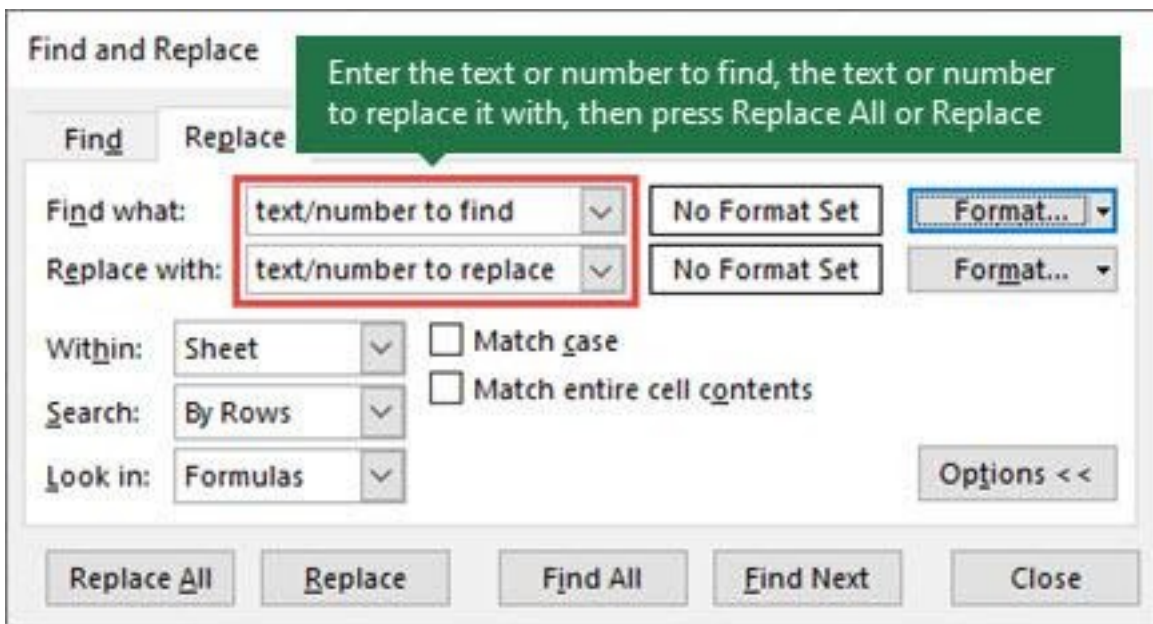 Find and Replace
Enter the text or number to find, the text or number
to replace it with, then press Replace All or Replace
Find Replace
Find what: text/number to find No Format Set Format...
Replace with: text/number to replace No Format Set Format...
Within: Sheet Match case
Match entire cell contents
Search: By Rows
Look in: Formulas Options <<
Replace All Replace Find All Find Next Close